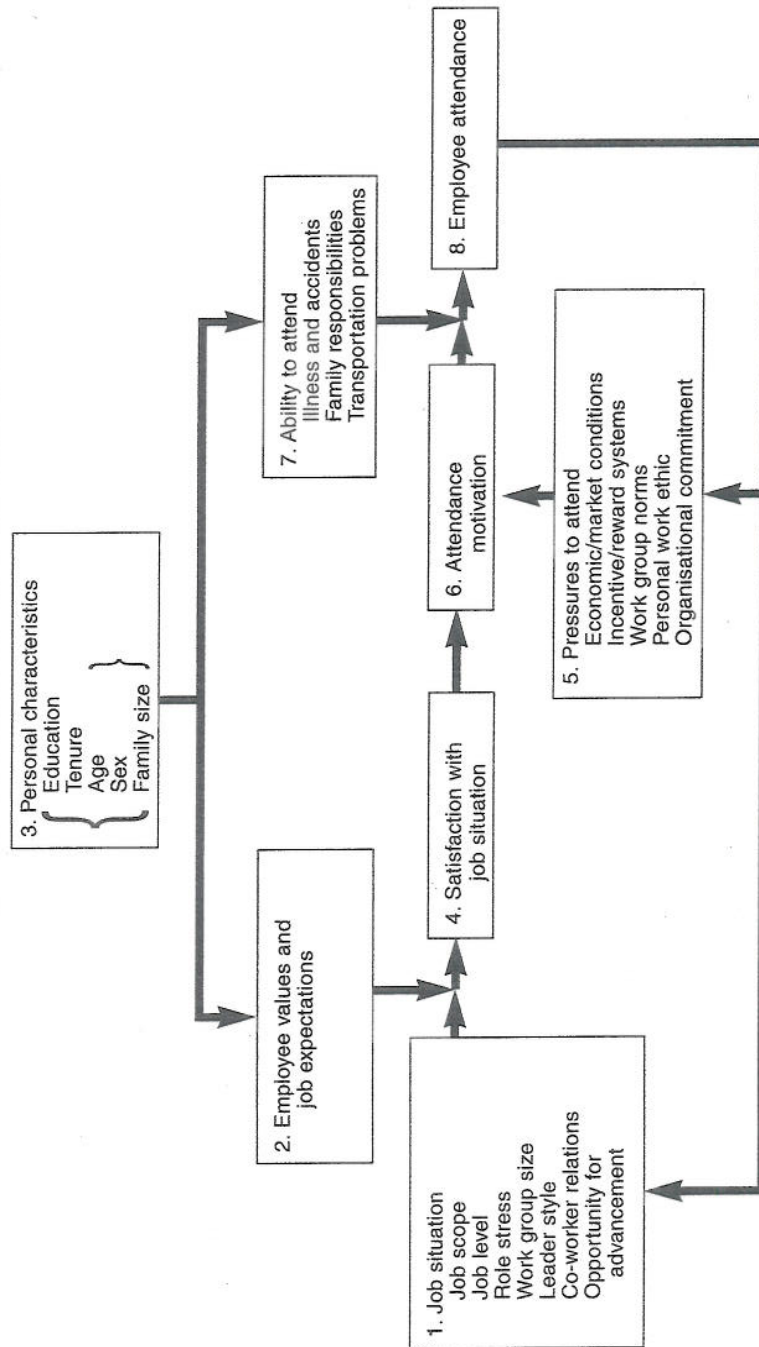 3. Personal characteristics
Education
Tenure
Age
Sex
Family size
2. Employee values and
job expectations
7. Ability to attend
Illness and accidents
Family responsibilities
Transportation problems
1. Job situation
Job scope
Job level
Role stress
Work group size
Leader style
Co-worker relations
Opportunity for
advancement
4. Satisfaction with
job situation
6. Attendance
motivation
8. Employee attendance
5. Pressures to attend
Economic/market conditions
Incentive/reward systems
Work group norms
Personal work ethic
Organisational commitment